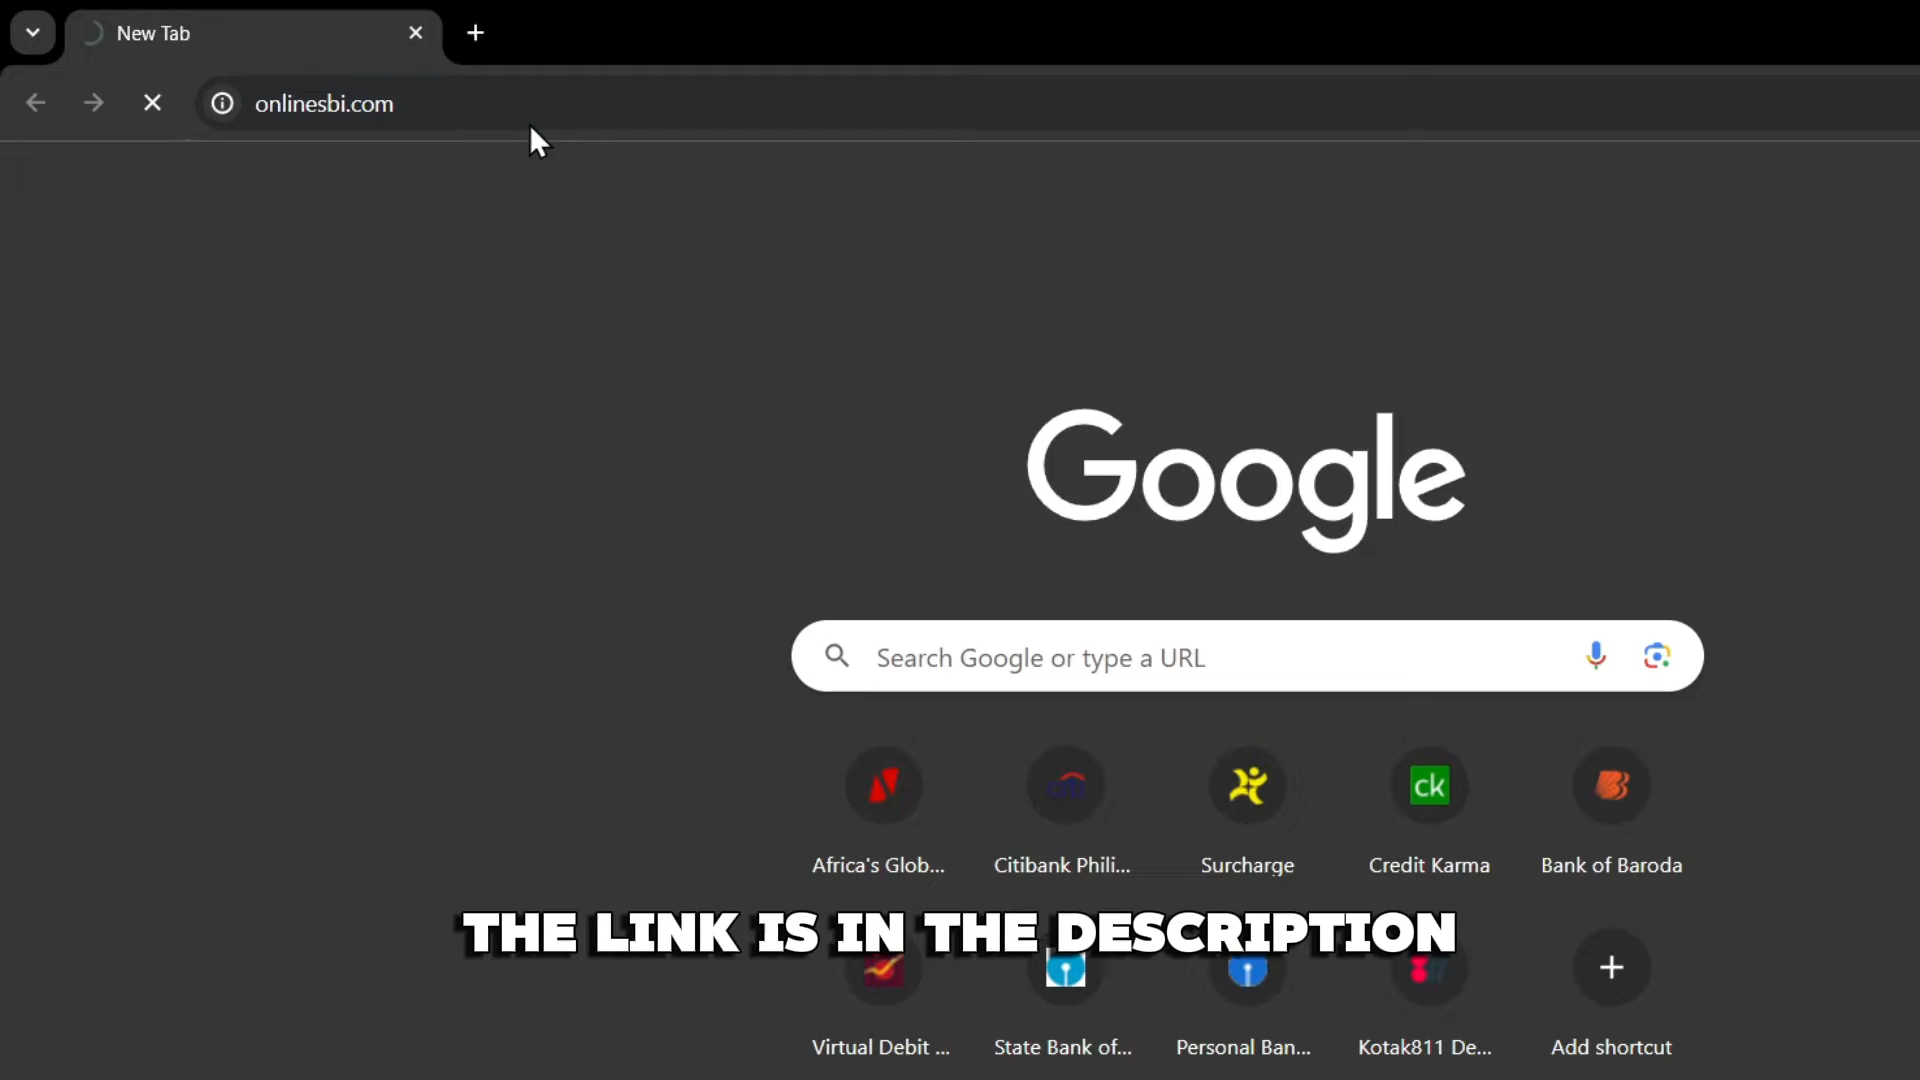 New Tab
onlinesbi.com
Google
Search Google or type a URL
ck
Africa's Glob...
Citibank Phili...
Surcharge
Credit Karma
Bank of Baroda
THE LINK IS IN THE DESCRIPTION
Virtual Debit ...
State Bank of...
Personal Ban...
Kotak811 De...
Add shortcut